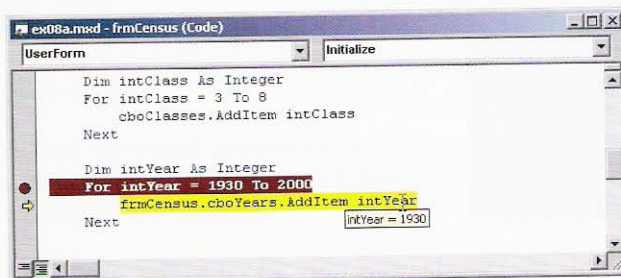 ex08a.mxd - frmCensus (Code)
UserForm
Initialize
Dim intClass As Integer
For intClass = 3 To 8
cboClasses.AddItem intClass
Next
Dim intYear As Integer
For intYear = 1930 To 2000
frmCensus.cboYears.AddItem intYear
intYear = 1930
Next